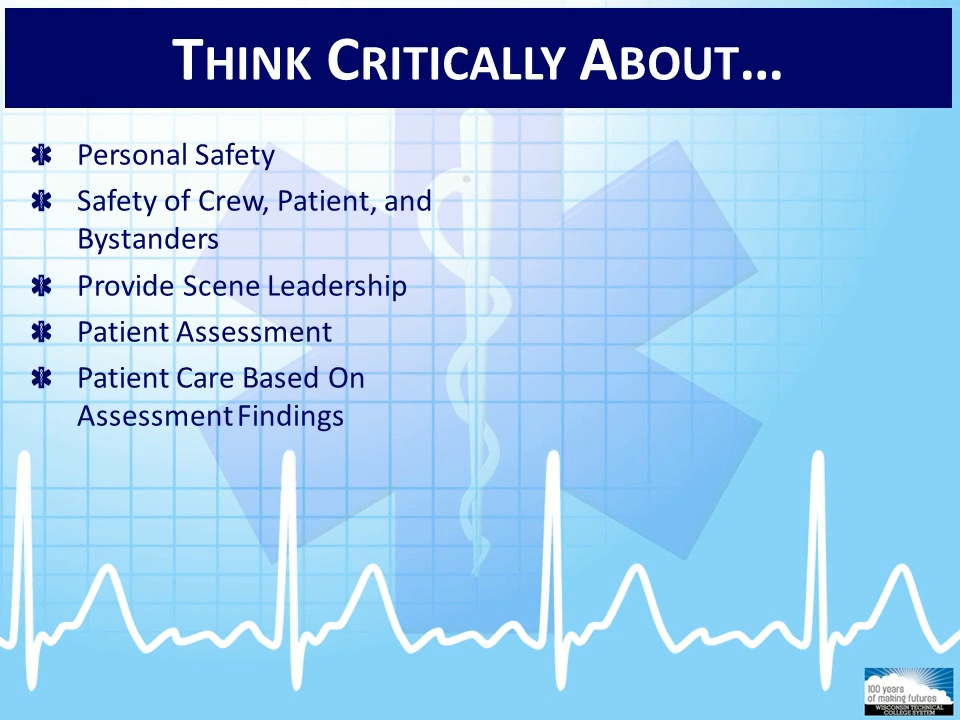 THINK CRITICALLY ABOUT…
Personal Safety
Safety of Crew, Patient, and
Bystanders
Provide Scene Leadership
Patient Assessment
Patient Care Based On
Assessment Findings
100 years
of making futures
WISCONSIN TECHNICAL
COLLEGE SYSTEM